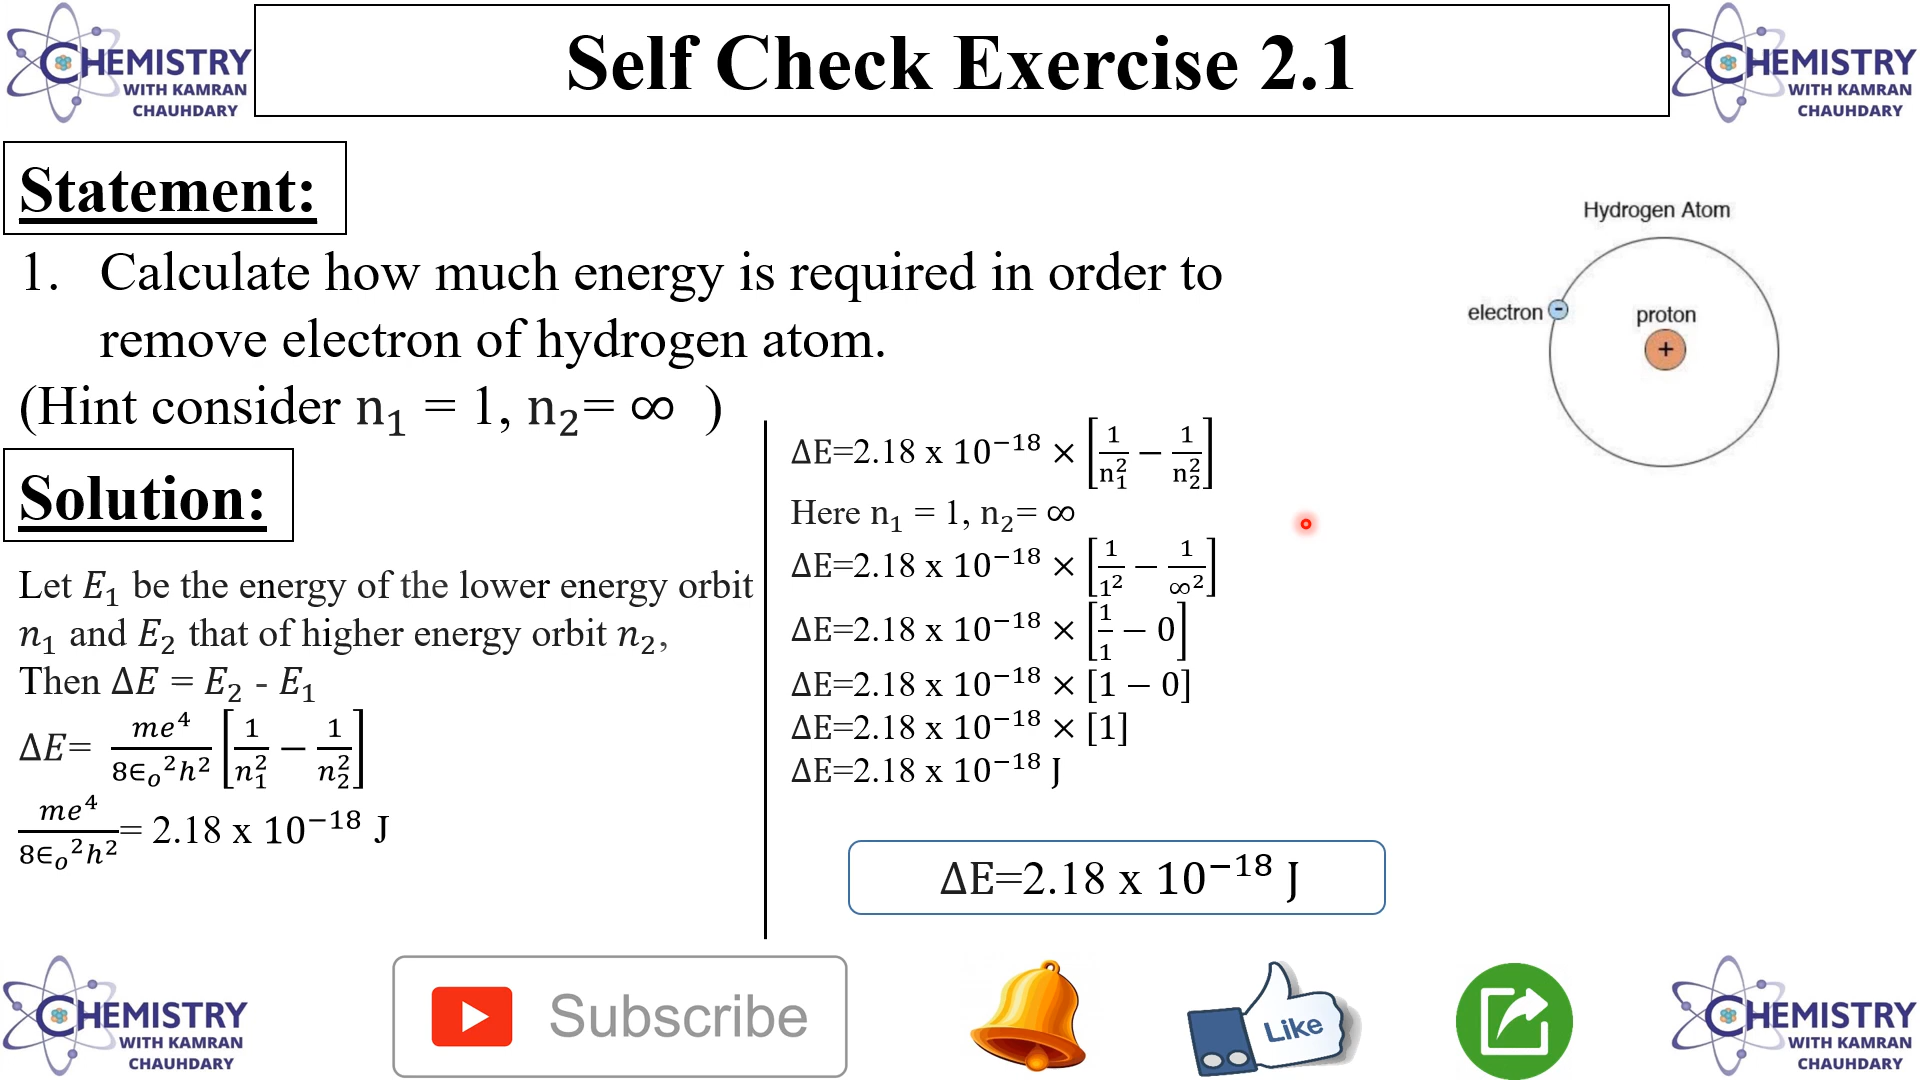 CHEMISTRY
WITH KAMRAN
CHAUHDARY
Self Check Exercise 2.1
CHEMISTRY
WITH KAMRAN
CHAUHDARY
Statement:
1. Calculate how much energy is required in order to
remove electron of hydrogen atom.
(Hint consider n₁ = 1, n₂= ∞ )
Hydrogen Atom
electron -
proton
+
Solution:
Let E₁ be the energy of the lower energy orbit
n₁ and E₂ that of higher energy orbit n₂,
Then ΔE = E₂ - E₁
ΔE= me⁴/8∈ₒ²h² [1/n₁² − 1/n₂²]
me⁴/8∈ₒ²h² = 2.18 x 10⁻¹⁸ J
ΔE=2.18 x 10⁻¹⁸ × [1/n₁² − 1/n₂²]
Here n₁ = 1, n₂= ∞
ΔE=2.18 x 10⁻¹⁸ × [1/1² − 1/∞²]
ΔE=2.18 x 10⁻¹⁸ × [1/1 − 0]
ΔE=2.18 x 10⁻¹⁸ × [1 − 0]
ΔE=2.18 x 10⁻¹⁸ × [1]
ΔE=2.18 x 10⁻¹⁸ J
ΔE=2.18 x 10⁻¹⁸ J
CHEMISTRY
WITH KAMRAN
CHAUHDARY
Subscribe
Like
CHEMISTRY
WITH KAMRAN
CHAUHDARY